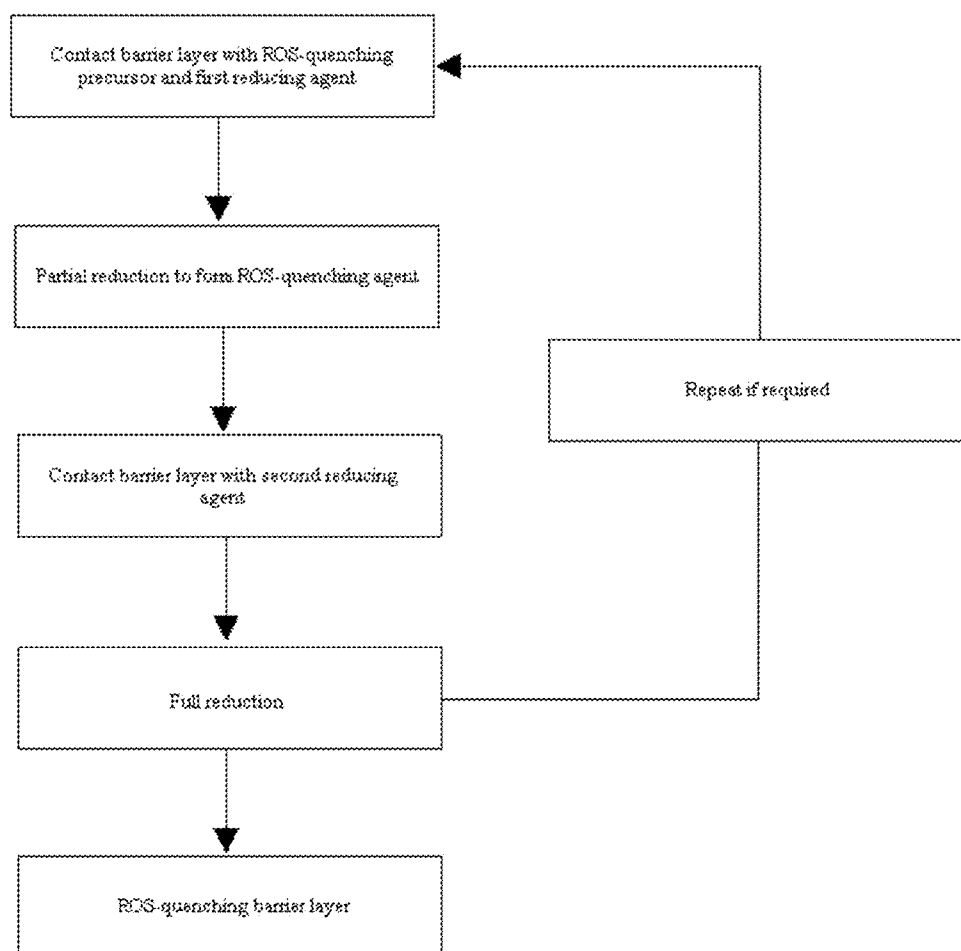 Contact barrier layer with ROS-quenching
precursor and first reducing agent
Partial reduction to form ROS-quenching agent
Repeat if required
Contact barrier layer with second reducing
agent
Full reduction
ROS-quenching barrier layer